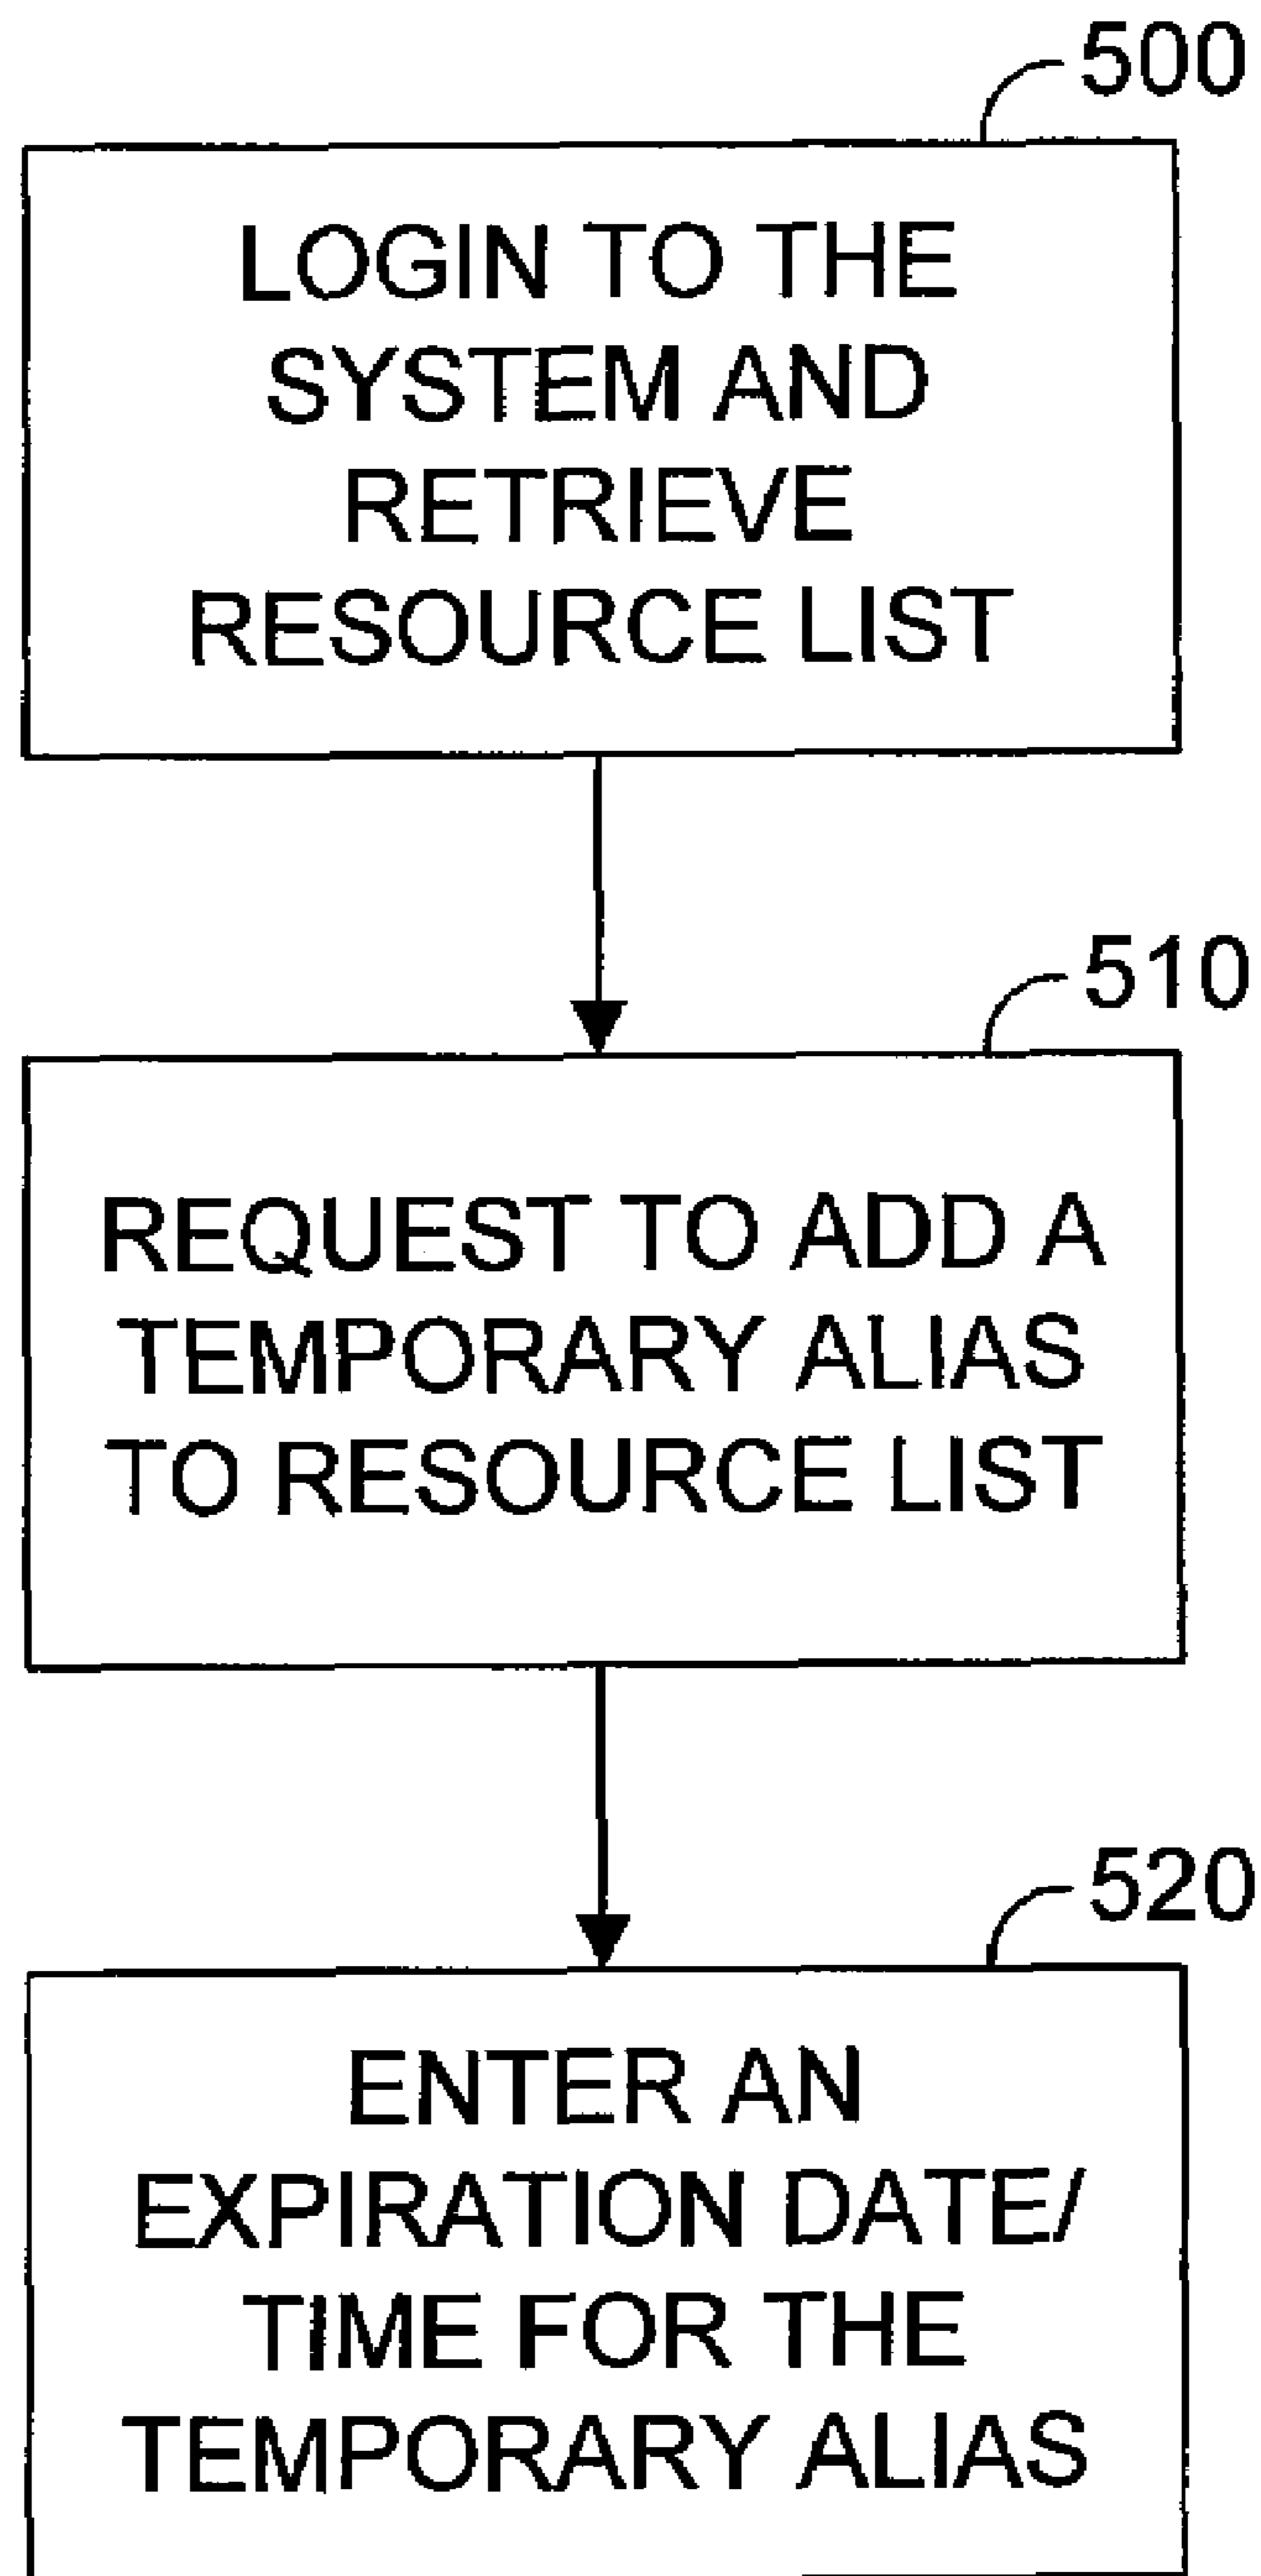 500
LOGIN TO THE
SYSTEM AND
RETRIEVE
RESOURCE LIST
510
REQUEST TO ADD A
TEMPORARY ALIAS
TO RESOURCE LIST
520
ENTER AN
EXPIRATION DATE/
TIME FOR THE
TEMPORARY ALIAS